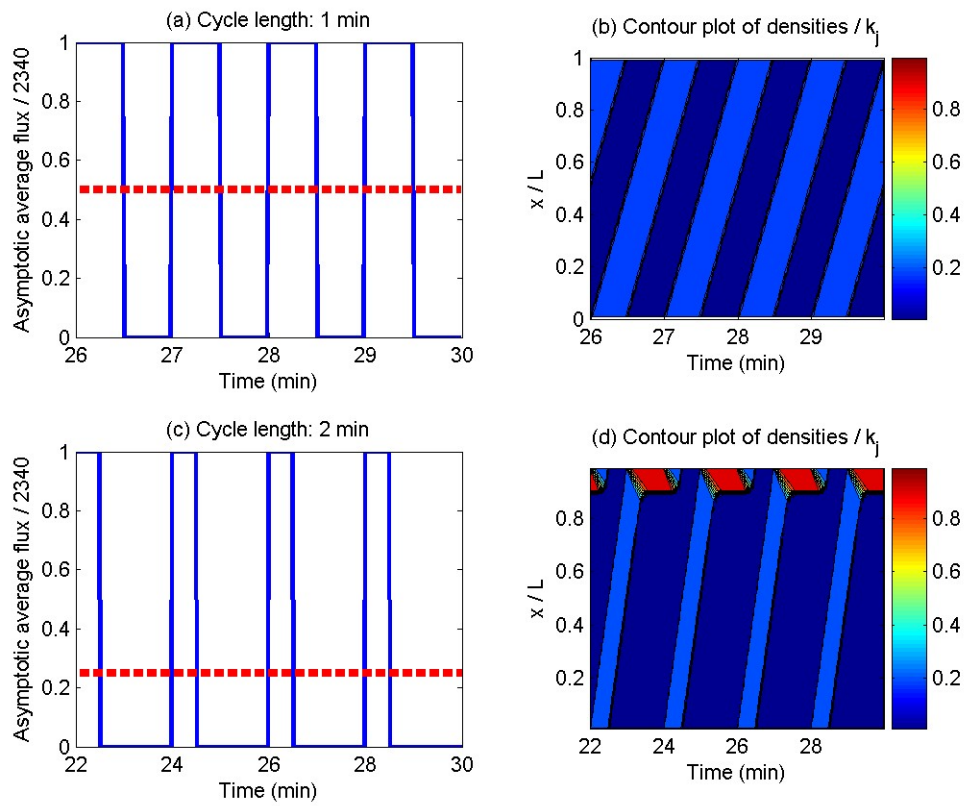 (a) Cycle length: 1 min
Asymptotic average flux / 2340
1
0.8
0.6
0.4
0.2
0
26 27 28 29 30
Time (min)
(b) Contour plot of densities / kj
x / L
1
0.8
0.6
0.4
0.2
0
26 27 28 29
Time (min)
0.8
0.6
0.4
0.2
(c) Cycle length: 2 min
Asymptotic average flux / 2340
1
0.8
0.6
0.4
0.2
0
22 24 26 28 30
Time (min)
(d) Contour plot of densities / kj
x / L
0.8
0.6
0.4
0.2
22 24 26 28
Time (min)
0.8
0.6
0.4
0.2